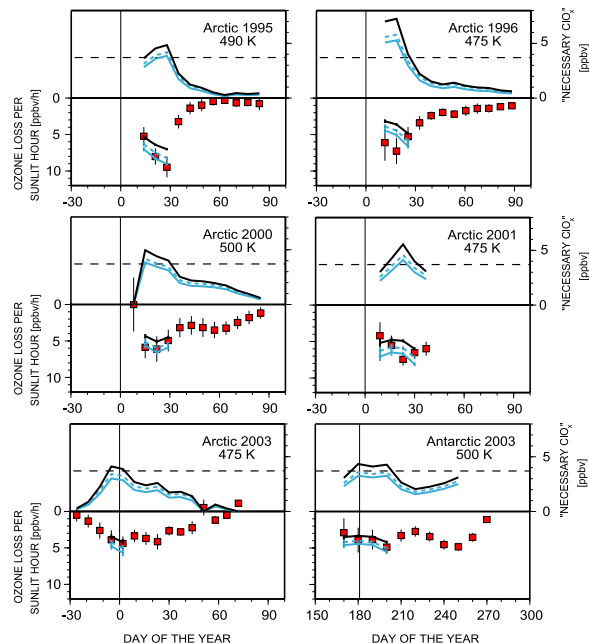 Arctic 1995
490 K
Arctic 1996
475 K
"NECESSARY ClOx"
[ppbv]
5
0
0
5
10
OZONE LOSS PER
SUNLIT HOUR [ppbv/h]
-30 0 30 60 90
-30 0 30 60 90
Arctic 2000
500 K
Arctic 2001
475 K
"NECESSARY ClOx"
[ppbv]
5
0
0
5
10
OZONE LOSS PER
SUNLIT HOUR [ppbv/h]
-30 0 30 60 90
-30 0 30 60 90
Arctic 2003
475 K
Antarctic 2003
500 K
"NECESSARY ClOx"
[ppbv]
5
0
0
5
10
OZONE LOSS PER
SUNLIT HOUR [ppbv/h]
-30 0 30 60 90
150 180 210 240 270 300
DAY OF THE YEAR
DAY OF THE YEAR